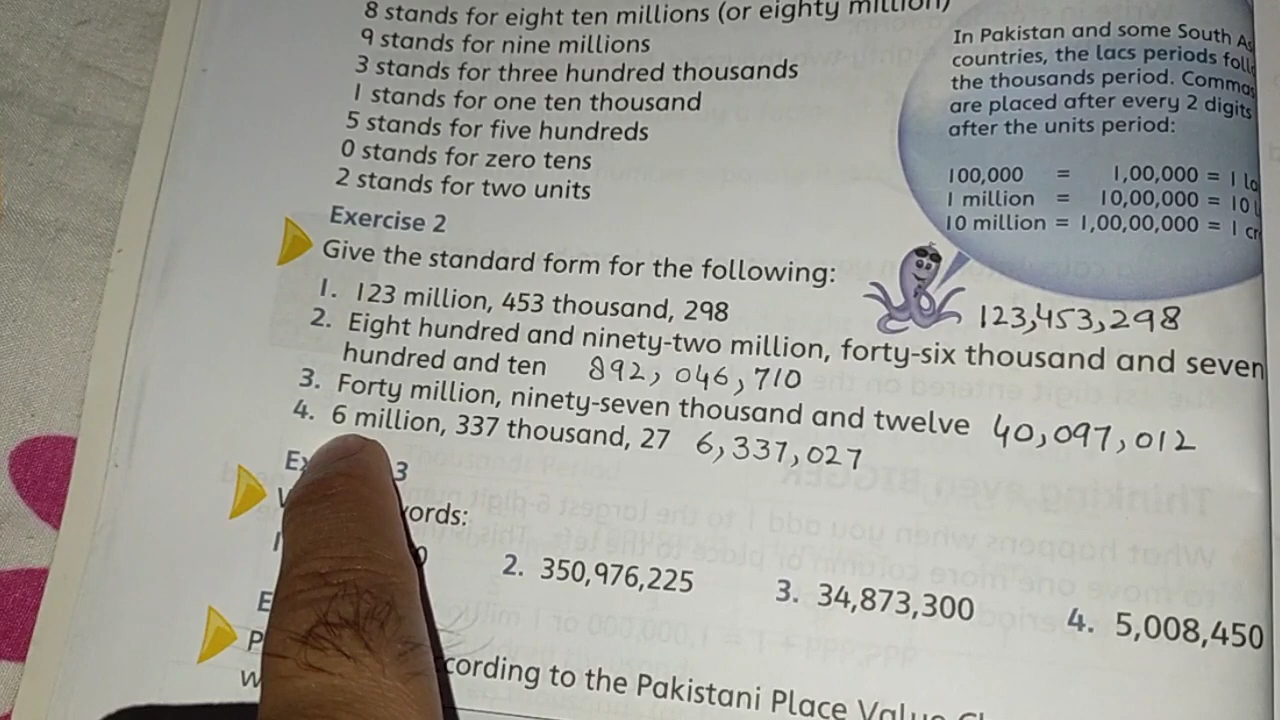 8 stands for eight ten millions (or eighty million)
9 stands for nine millions
3 stands for three hundred thousands
1 stands for one ten thousand
5 stands for five hundreds
0 stands for zero tens
2 stands for two units
In Pakistan and some South
countries, the lacs periods
the thousands period. Commas
are placed after every 2 digits
after the units period:
100,000 = 1,00,000 = 1
1 million = 10,00,000 = 10
10 million = 1,00,00,000 = 1
Exercise 2
Give the standard form for the following:
1. 123 million, 453 thousand, 298 123,453,298
2. Eight hundred and ninety-two million, forty-six thousand and seven
hundred and ten 892,046,710
3. Forty million, ninety-seven thousand and twelve 40,097,012
4. 6 million, 337 thousand, 27 6,337,027
3
2. 350,976,225 3. 34,873,300 4. 5,008,450
to the Pakistani Place Value